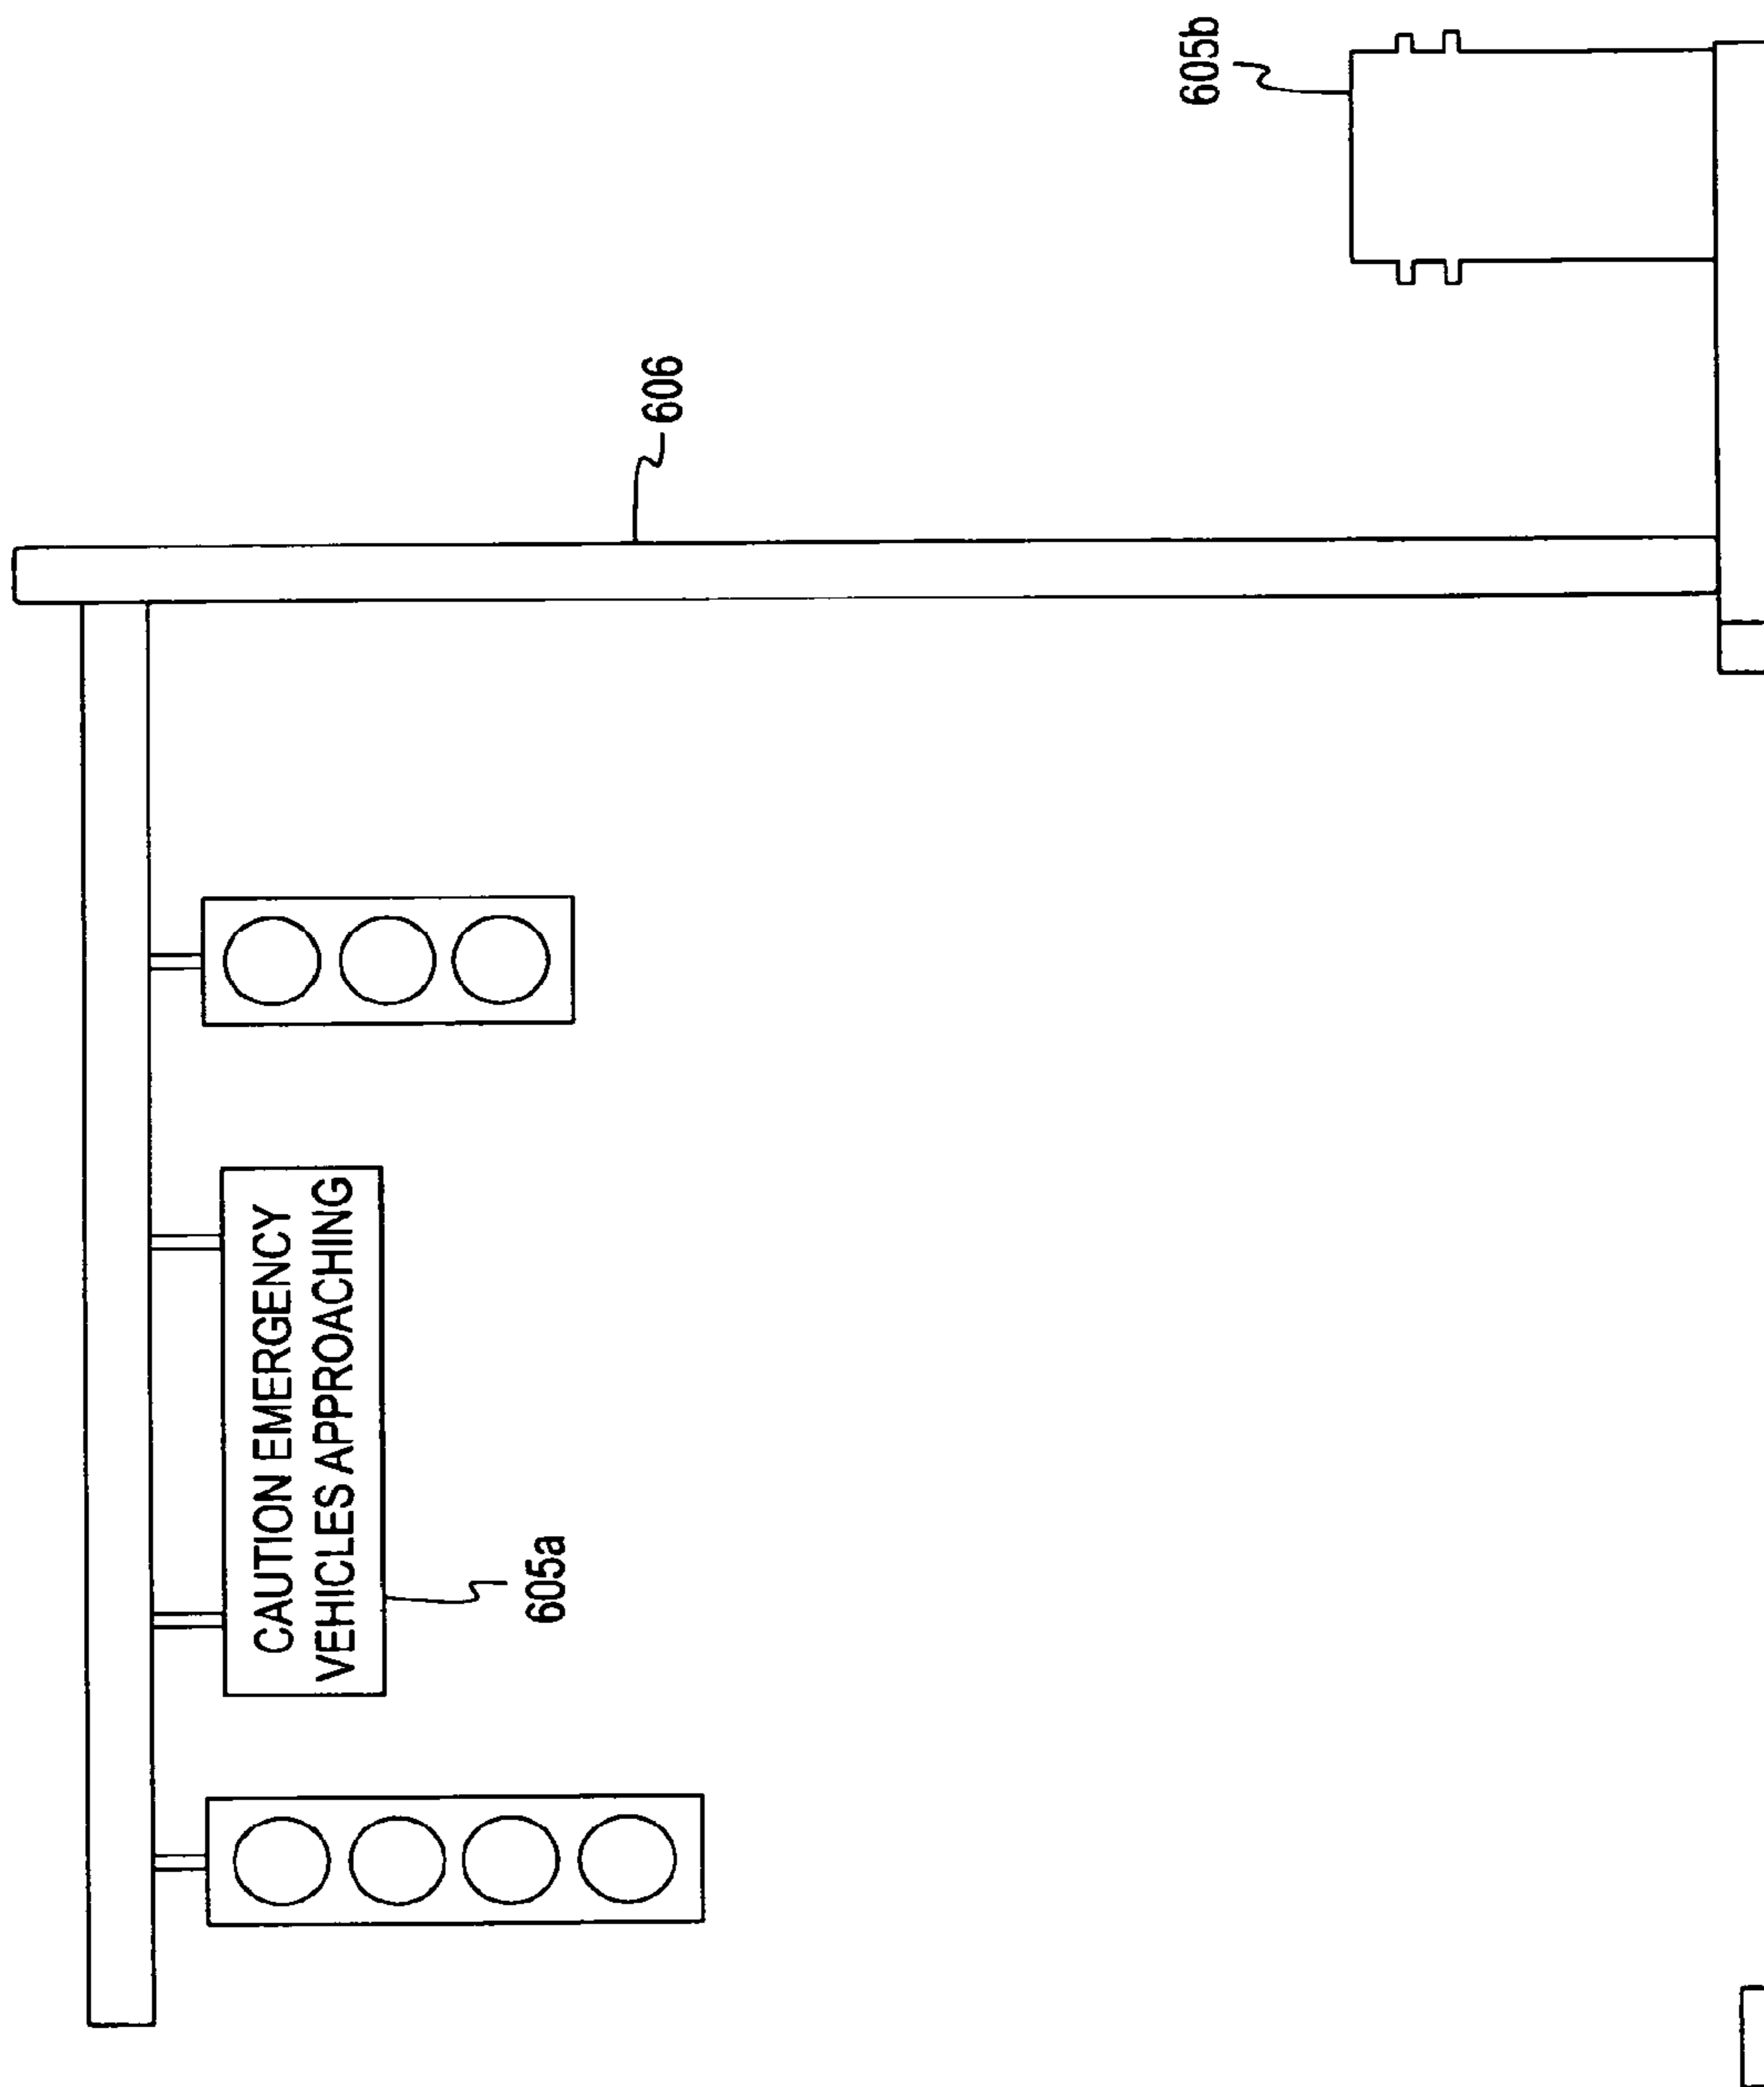 CAUTION EMERGENCY
VEHICLES APPROACHING
605a
606
605b